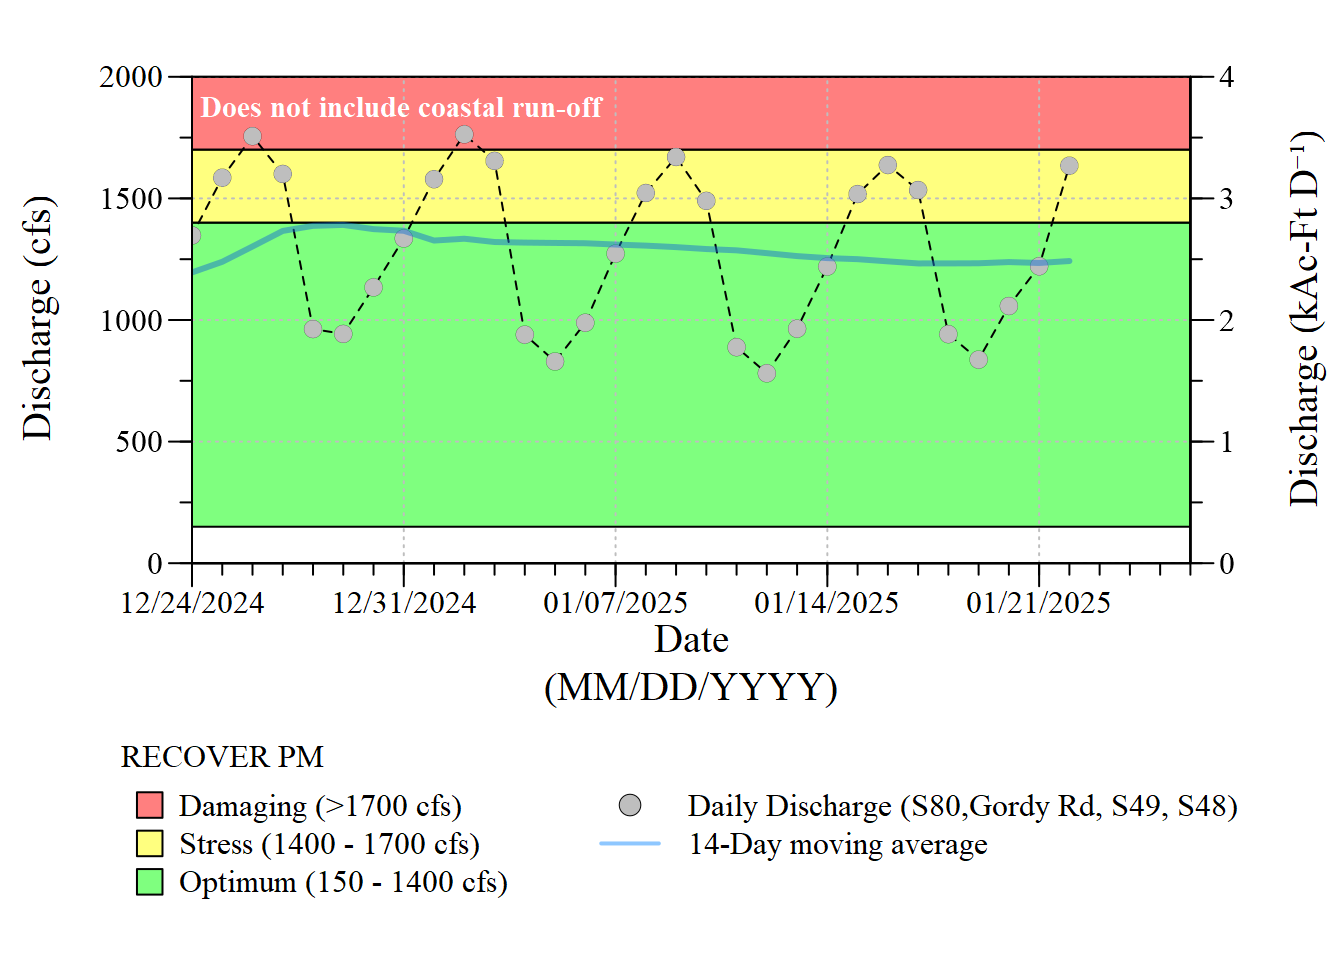 Does not include coastal run-off
2000
1500
1000
500
0
Discharge (cfs)
4
3
2
1
0
Discharge (kAc-Ft D⁻¹)
12/24/2024 12/31/2024 01/07/2025 01/14/2025 01/21/2025
Date
(MM/DD/YYYY)
RECOVER PM
Damaging (>1700 cfs)
Stress (1400 - 1700 cfs)
Optimum (150 - 1400 cfs)
Daily Discharge (S80,Gordy Rd, S49, S48)
14-Day moving average